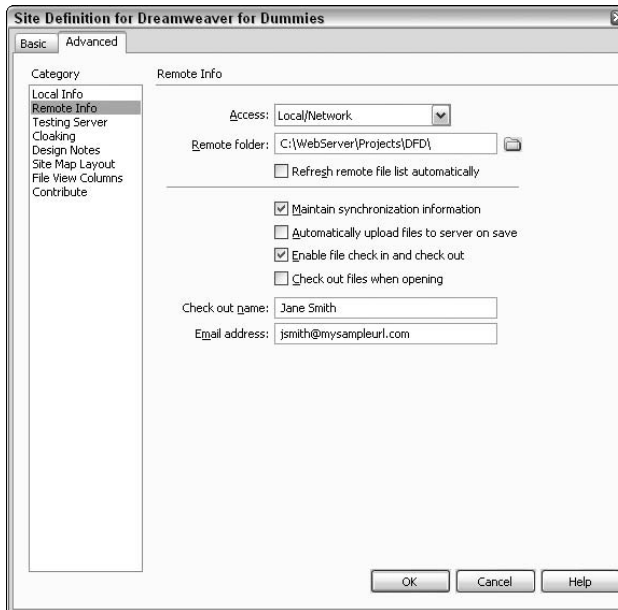 Site Definition for Dreamweaver for Dummies
Basic
Advanced
Category
Local Info
Remote Info
Testing Server
Cloaking
Design Notes
Site Map Layout
File View Columns
Contribute
Remote Info
Access: Local/Network
Remote folder: C:\WebServer\Projects\DFD\
Refresh remote file list automatically
Maintain synchronization information
Automatically upload files to server on save
Enable file check in and check out
Check out files when opening
Check out name: Jane Smith
Email address: jsmith@mysampleurl.com
OK
Cancel
Help